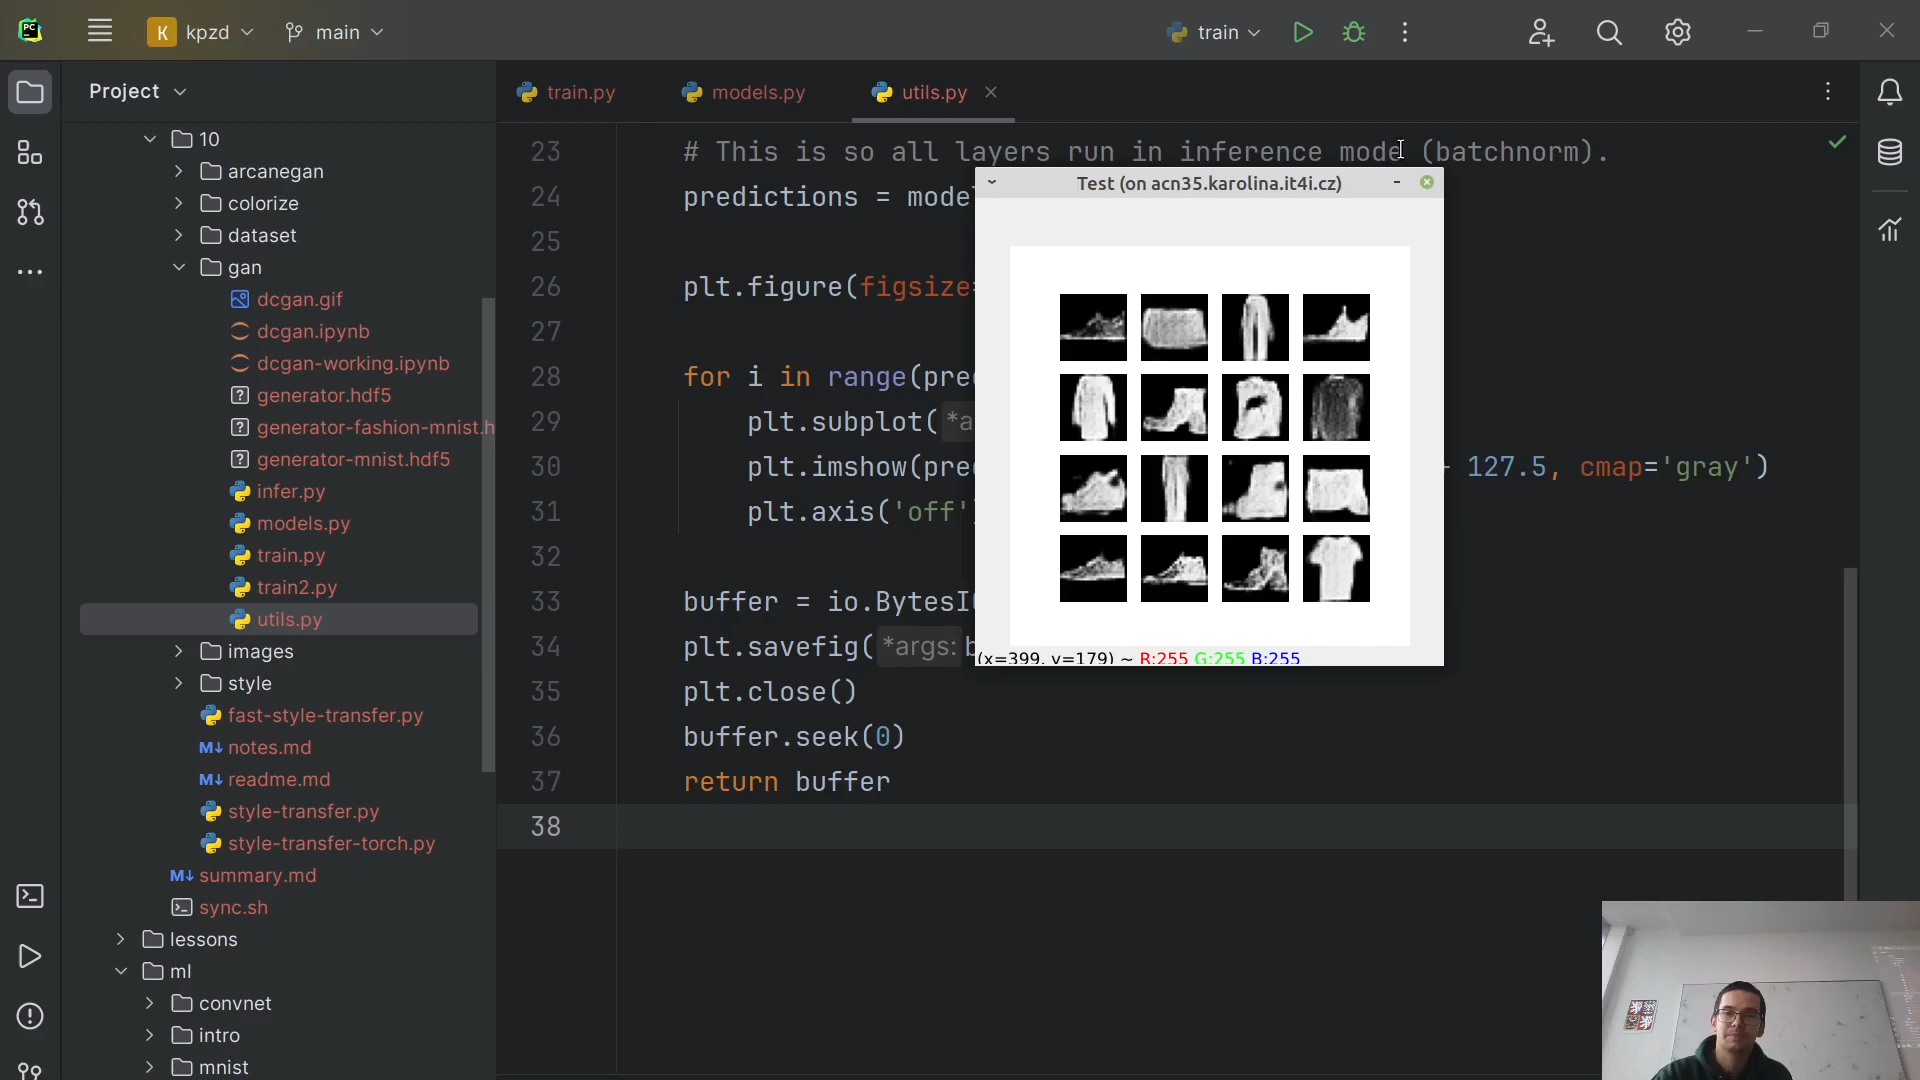 PC
K kpzd
main
train
Project
train.py
models.py
utils.py
10
arcanegan
colorize
dataset
gan
dcgan.gif
dcgan.ipynb
dcgan-working.ipynb
generator.hdf5
generator-fashion-mnist.h
generator-mnist.hdf5
infer.py
models.py
train.py
train2.py
utils.py
images
style
fast-style-transfer.py
M↓ notes.md
M↓ readme.md
style-transfer.py
style-transfer-torch.py
M↓ summary.md
sync.sh
lessons
ml
convnet
intro
mnist
23 # This is so all layers run in inference mode (batchnorm).
24 predictions = mode
25
26 plt.figure(figsize=
27
28 for i in range(pre
29 plt.subplot( *a
30 plt.imshow(pre - 127.5, cmap='gray')
31 plt.axis('off'
32
33 buffer = io.BytesI
34 plt.savefig( *args: b
35 plt.close()
36 buffer.seek(0)
37 return buffer
38
Test (on acn35.karolina.it4i.cz)
(x=399, y=179) ~ R:255 G:255 B:255